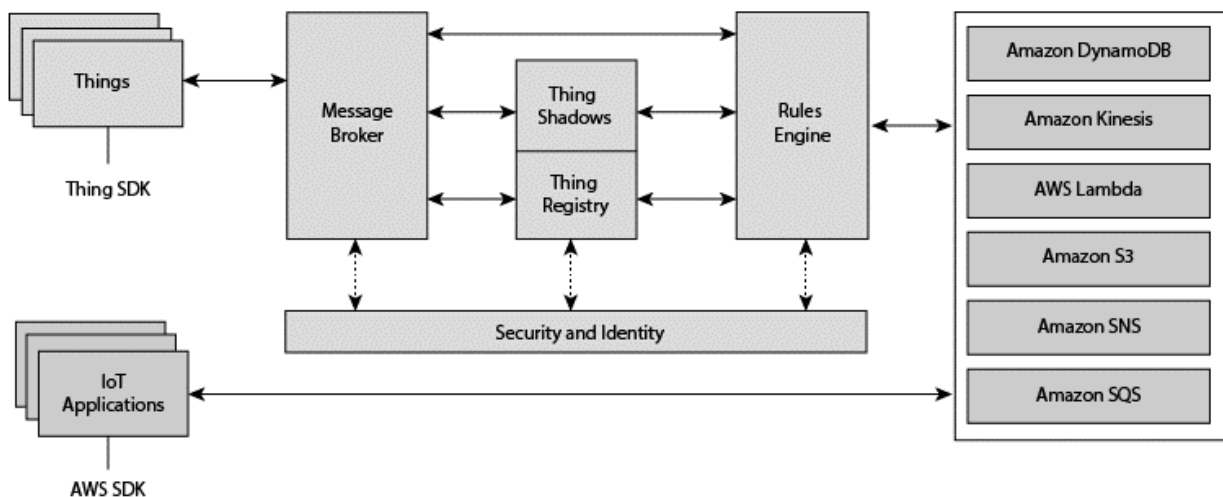 Things
Thing SDK
Message
Broker
Thing
Shadows
Thing
Registry
Rules
Engine
Security and Identity
IoT
Applications
AWS SDK
Amazon DynamoDB
Amazon Kinesis
AWS Lambda
Amazon S3
Amazon SNS
Amazon SQS